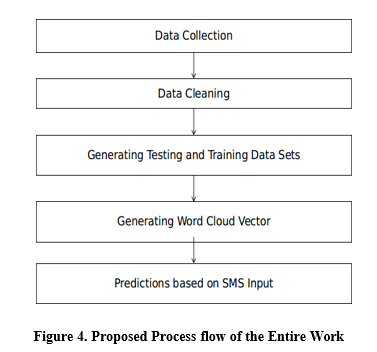 Data Collection
Data Cleaning
Generating Testing and Training Data Sets
Generating Word Cloud Vector
Predictions based on SMS Input
Figure 4. Proposed Process flow of the Entire Work